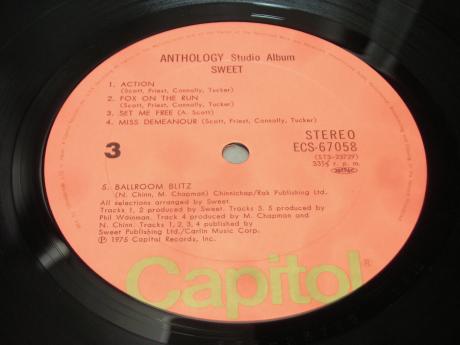 ANTHOLOGY Studio Album
SWEET
1. ACTION
(Scott, Priest, Connolly, Tucker)
2. FOX ON THE RUN
(Scott, Priest, Connolly, Tucker)
3. SET ME FREE (A. Scott)
4. MISS DEMEANOUR (Scott, Priest, Connolly, Tucker)
3
STEREO
ECS-67058
(ST3-23727)
33⅓ r. p. m.
5. BALLROOM BLITZ
(N. Chinn, M. Chapman) Chinnichap/Rak Publishing Ltd.
All selections arranged by Sweet.
Tracks 1, 2 produced by Sweet. Tracks 3, 5 produced by
Phil Wainman. Track 4 produced by M. Chapman and
N. Chinn. Tracks 1, 2, 3, 4 published by
Sweet Publishing Ltd./Carlin Music Corp.
Ⓟ 1975 Capitol Records, Inc.
Capitol®